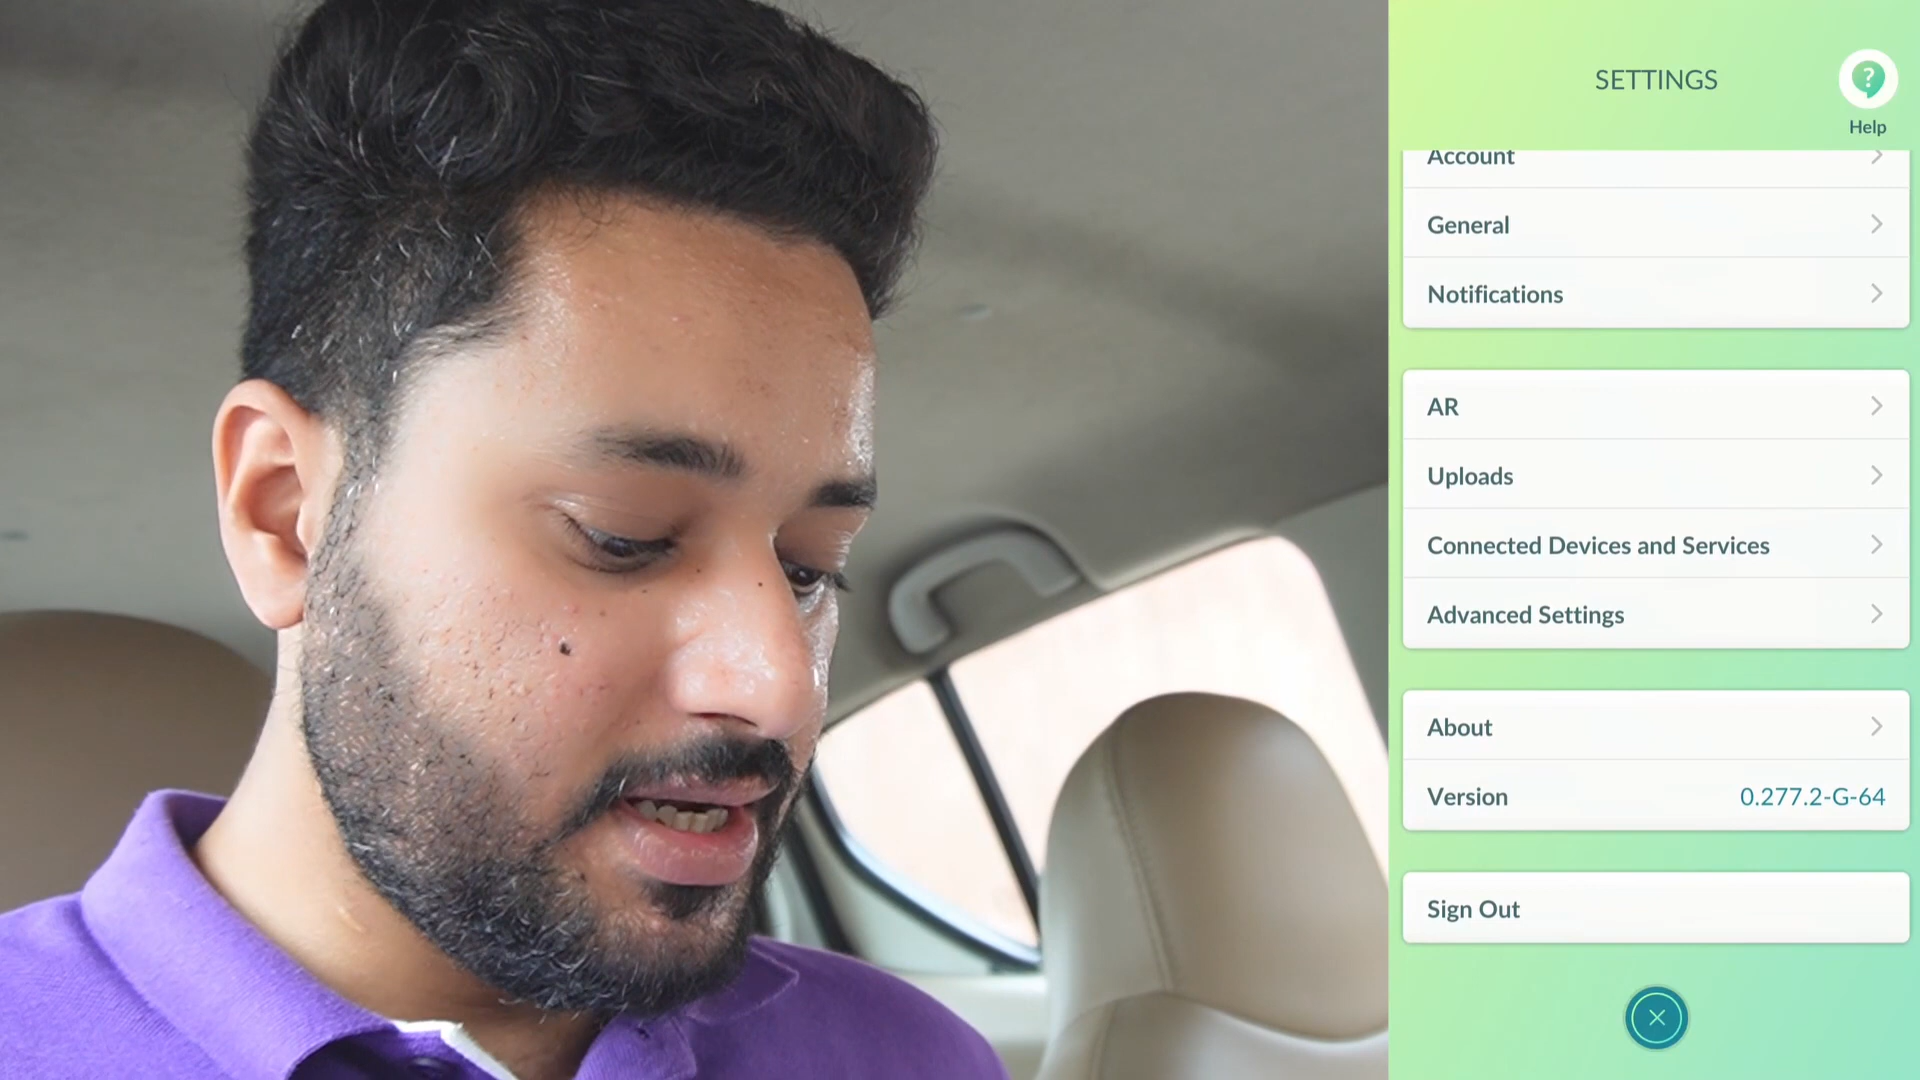 SETTINGS
?
Help
Account
General
Notifications
AR
Uploads
Connected Devices and Services
Advanced Settings
About
Version 0.277.2-G-64
Sign Out